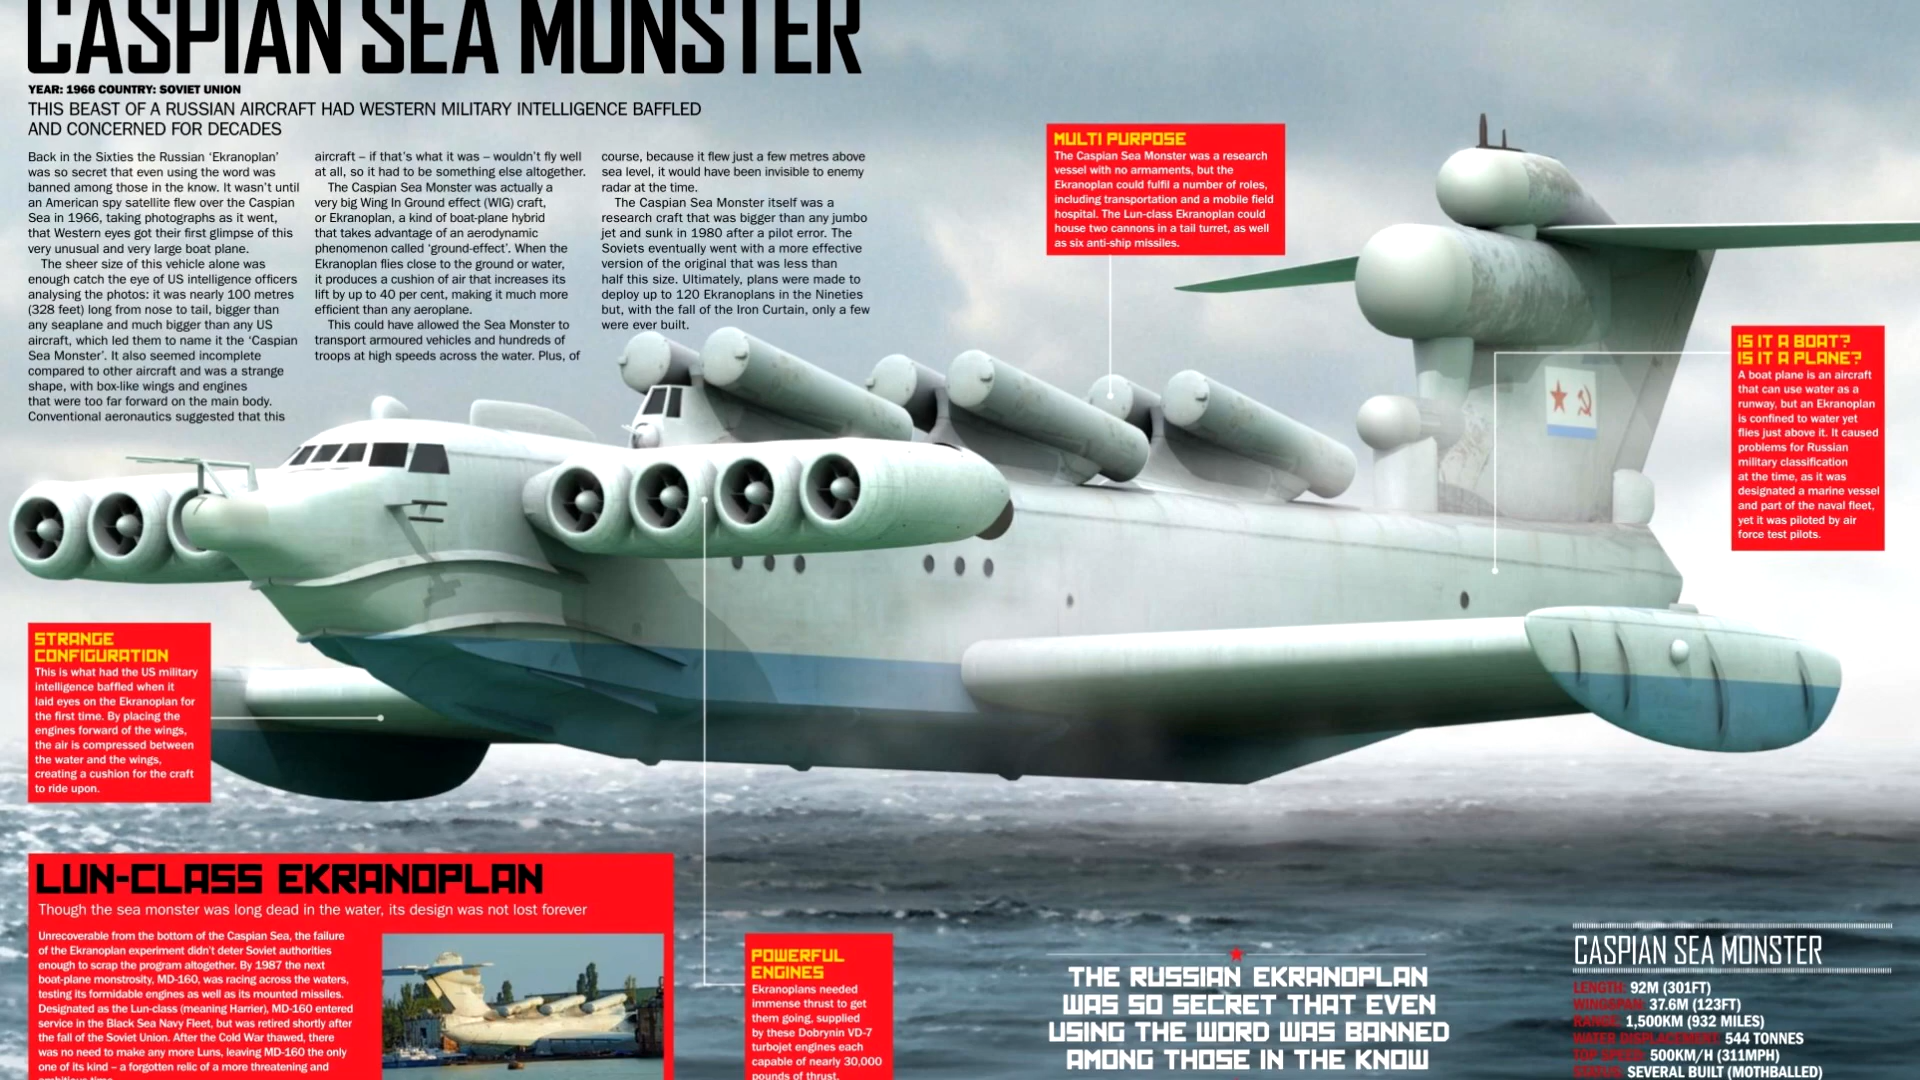 CASPIAN SEA MONSTER
YEAR: 1966 COUNTRY: SOVIET UNION
THIS BEAST OF A RUSSIAN AIRCRAFT HAD WESTERN MILITARY INTELLIGENCE BAFFLED
AND CONCERNED FOR DECADES
Back in the Sixties the Russian ‘Ekranoplan’
was so secret that even using the word was
banned among those in the know. It wasn’t until
an American spy satellite flew over the Caspian
Sea in 1966, taking photographs as it went,
that Western eyes got their first glimpse of this
very unusual and very large boat plane.
The sheer size of this vehicle alone was
enough catch the eye of US intelligence officers
analysing the photos: it was nearly 100 metres
(328 feet) long from nose to tail, bigger than
any seaplane and much bigger than any US
aircraft, which led them to name it the ‘Caspian
Sea Monster’. It also seemed incomplete
compared to other aircraft and was a strange
shape, with box-like wings and engines
that were too far forward on the main body.
Conventional aeronautics suggested that this
aircraft – if that’s what it was – wouldn’t fly well
at all, so it had to be something else altogether.
The Caspian Sea Monster was actually a
very big Wing In Ground effect (WIG) craft,
or Ekranoplan, a kind of boat-plane hybrid
that takes advantage of an aerodynamic
phenomenon called ‘ground-effect’. When the
Ekranoplan flies close to the ground or water,
it produces a cushion of air that increases its
lift by up to 40 per cent, making it much more
efficient than any aeroplane.
This could have allowed the Sea Monster to
transport armoured vehicles and hundreds of
troops at high speeds across the water. Plus, of
course, because it flew just a few metres above
sea level, it would have been invisible to enemy
radar at the time.
The Caspian Sea Monster itself was a
research craft that was bigger than any jumbo
jet and sunk in 1980 after a pilot error. The
Soviets eventually went with a more effective
version of the original that was less than
half this size. Ultimately, plans were made to
deploy up to 120 Ekranoplans in the Nineties
but, with the fall of the Iron Curtain, only a few
were ever built.
MULTI PURPOSE
The Caspian Sea Monster was a research
vessel with no armaments, but the
Ekranoplan could fulfil a number of roles,
including transportation and a mobile field
hospital. The Lun-class Ekranoplan could
house two cannons in a tail turret, as well
as six anti-ship missiles.
IS IT A BOAT?
IS IT A PLANE?
A boat plane is an aircraft
that can use water as a
runway, but an Ekranoplan
is confined to water yet
flies just above it. It caused
problems for Russian
military classification
at the time, as it was
designated a marine vessel
and part of the naval fleet,
yet it was piloted by air
force test pilots.
STRANGE
CONFIGURATION
This is what had the US military
intelligence baffled when it
laid eyes on the Ekranoplan for
the first time. By placing the
engines forward of the wings,
the air is compressed between
the water and the wings,
creating a cushion for the craft
to ride upon.
LUN-CLASS EKRANOPLAN
Though the sea monster was long dead in the water, its design was not lost forever
Unrecoverable from the bottom of the Caspian Sea, the failure
of the Ekranoplan experiment didn’t deter Soviet authorities
enough to scrap the program altogether. By 1987 the next
boat-plane monstrosity, MD-160, was racing across the waters,
testing its formidable engines as well as its mounted missiles.
Designated as the Lun-class (meaning Harrier), MD-160 entered
service in the Black Sea Navy Fleet, but was retired shortly after
the fall of the Soviet Union. After the Cold War thawed, there
was no need to make any more Luns, leaving MD-160 the only
one of its kind – a forgotten relic of a more threatening and
POWERFUL
ENGINES
Ekranoplans needed
immense thrust to get
them going, supplied
by these Dobrynin VD-7
turbojet engines each
capable of nearly 30,000
pounds of thrust.
THE RUSSIAN EKRANOPLAN
WAS SO SECRET THAT EVEN
USING THE WORD WAS BANNED
AMONG THOSE IN THE KNOW
CASPIAN SEA MONSTER
LENGTH: 92M (301FT)
WINGSPAN: 37.6M (123FT)
RANGE: 1,500KM (932 MILES)
WATER DISPLACEMENT: 544 TONNES
TOP SPEED: 500KM/H (311MPH)
STATUS: SEVERAL BUILT (MOTHBALLED)